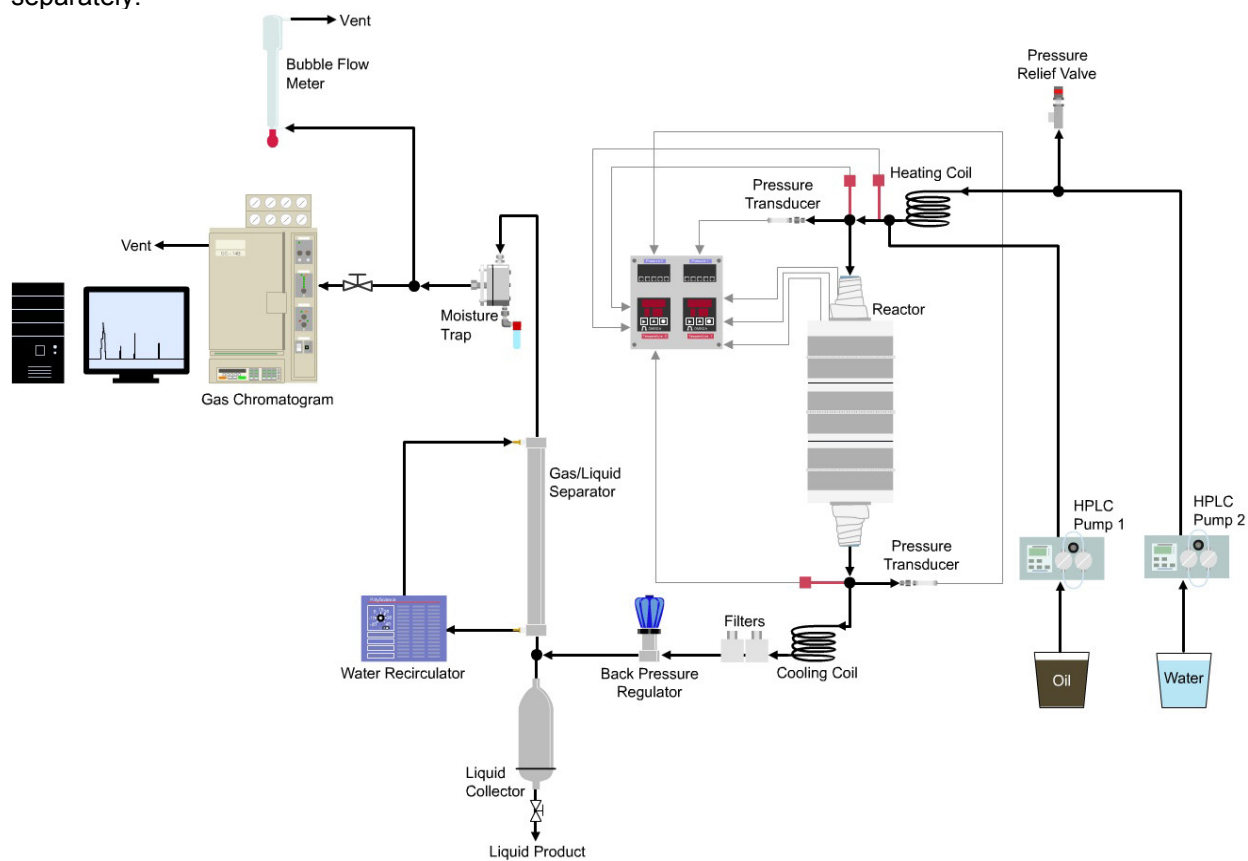 separately.
Vent
Bubble Flow
Meter
Pressure
Relief Valve
Heating Coil
Pressure
Transducer
Vent
Moisture
Trap
Reactor
Gas Chromatogram
Gas/Liquid
Separator
HPLC
Pump 1
HPLC
Pump 2
Pressure
Transducer
Filters
Water Recirculator
Back Pressure
Regulator
Cooling Coil
Oil
Water
Liquid
Collector
Liquid Product